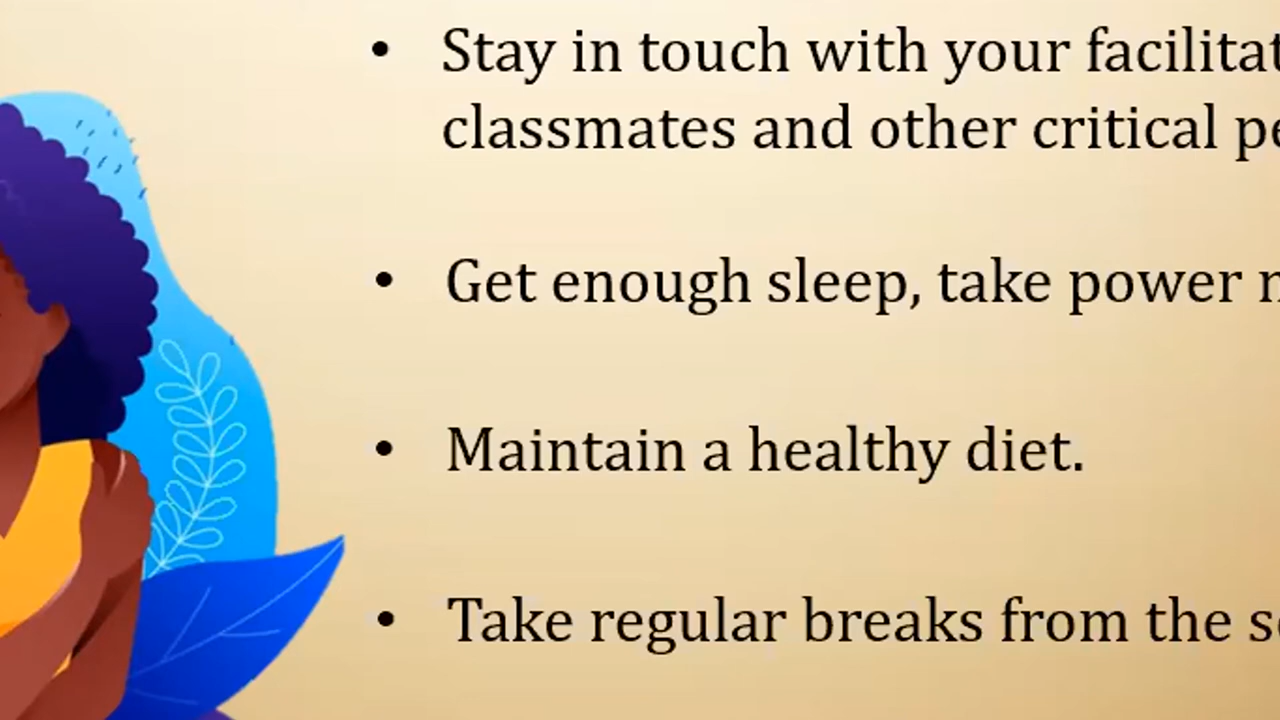 • Stay in touch with your
classmates and other critical
• Get enough sleep, take power
• Maintain a healthy diet.
• Take regular breaks from the